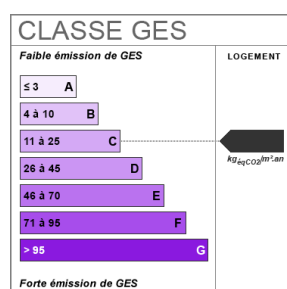 CLASSE GES
Faible émission de GES
LOGEMENT
≤ 3 A
4 à 10 B
11 à 25 C
kgéqCO2/m².an
26 à 45 D
46 à 70 E
71 à 95 F
> 95 G
Forte émission de GES